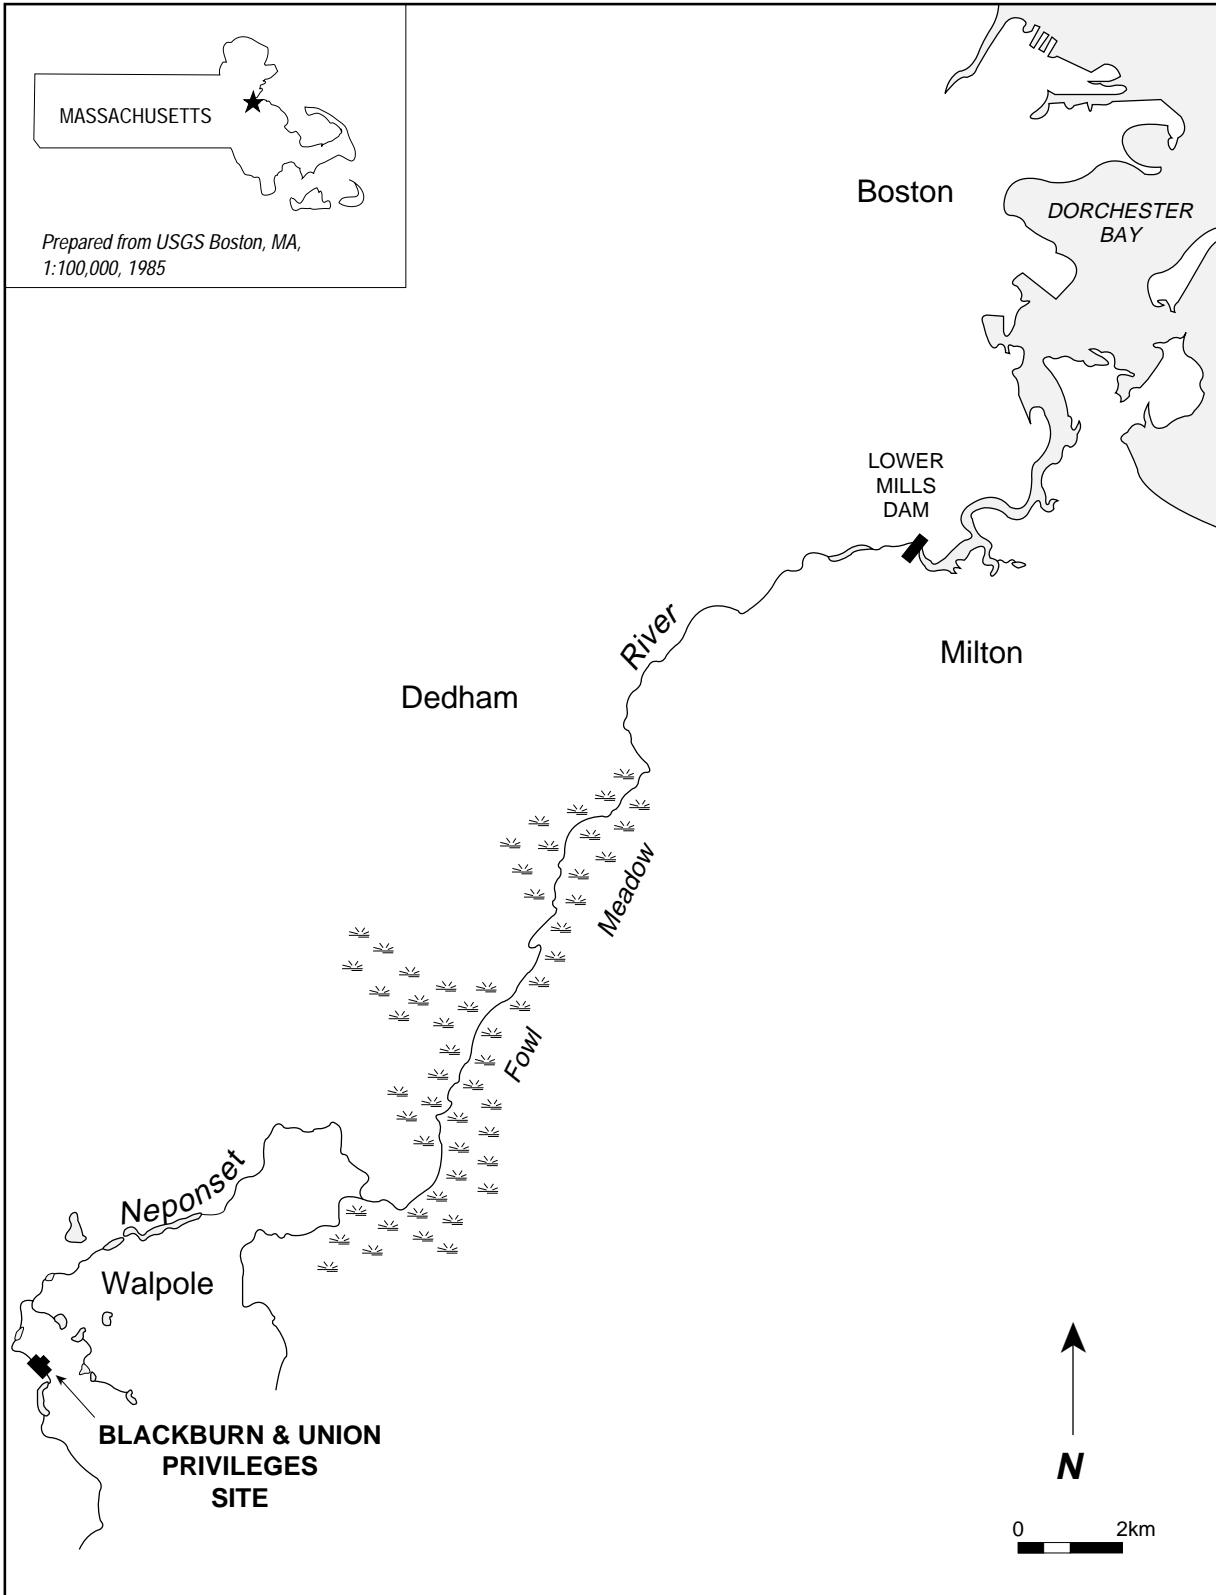 MASSACHUSETTS
Prepared from USGS Boston, MA,
1:100,000, 1985
Boston
DORCHESTER
BAY
LOWER
MILLS
DAM
River
Milton
Dedham
Meadow
Fowl
Neponset
Walpole
BLACKBURN & UNION
PRIVILEGES
SITE
N
0 2km